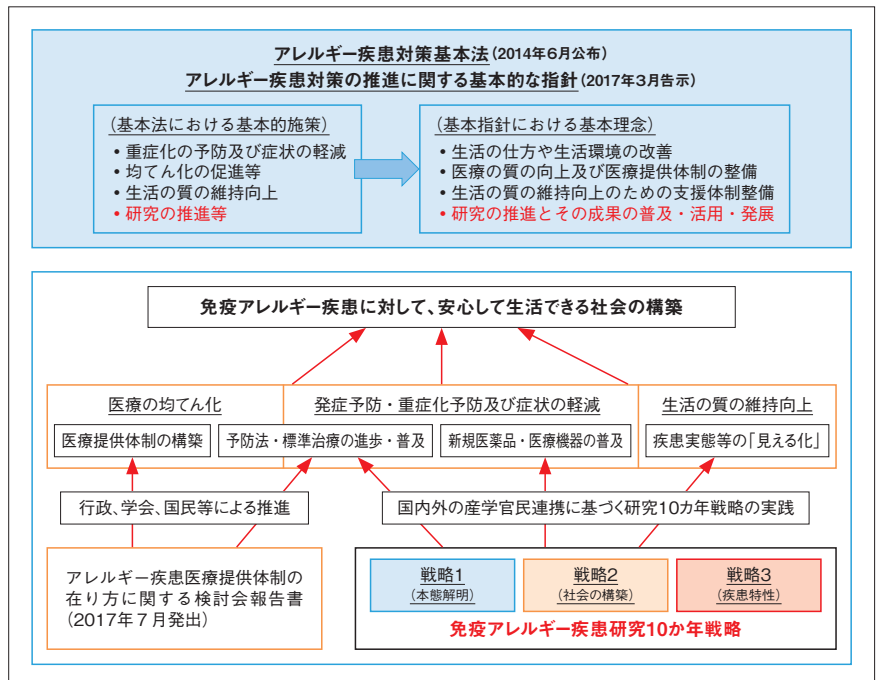 アレルギー疾患対策基本法(2014年6月公布)
アレルギー疾患対策の推進に関する基本的な指針(2017年3月告示)
(基本法における基本的施策)
・重症化の予防及び症状の軽減
・均てん化の促進等
・生活の質の維持向上
・研究の推進等
(基本指針における基本理念)
・生活の仕方や生活環境の改善
・医療の質の向上及び医療提供体制の整備
・生活の質の維持向上のための支援体制整備
・研究の推進とその成果の普及・活用・発展
免疫アレルギー疾患に対して、安心して生活できる社会の構築
医療の均てん化
発症予防・重症化予防及び症状の軽減
生活の質の維持向上
医療提供体制の構築
予防法・標準治療の進歩・普及
新規医薬品・医療機器の普及
疾患実態等の「見える化」
行政、学会、国民等による推進
国内外の産学官民連携に基づく研究10カ年戦略の実践
アレルギー疾患医療提供体制の
在り方に関する検討会報告書
(2017年7月発出)
戦略1
(本態解明)
戦略2
(社会の構築)
戦略3
(疾患特性)
免疫アレルギー疾患研究10か年戦略